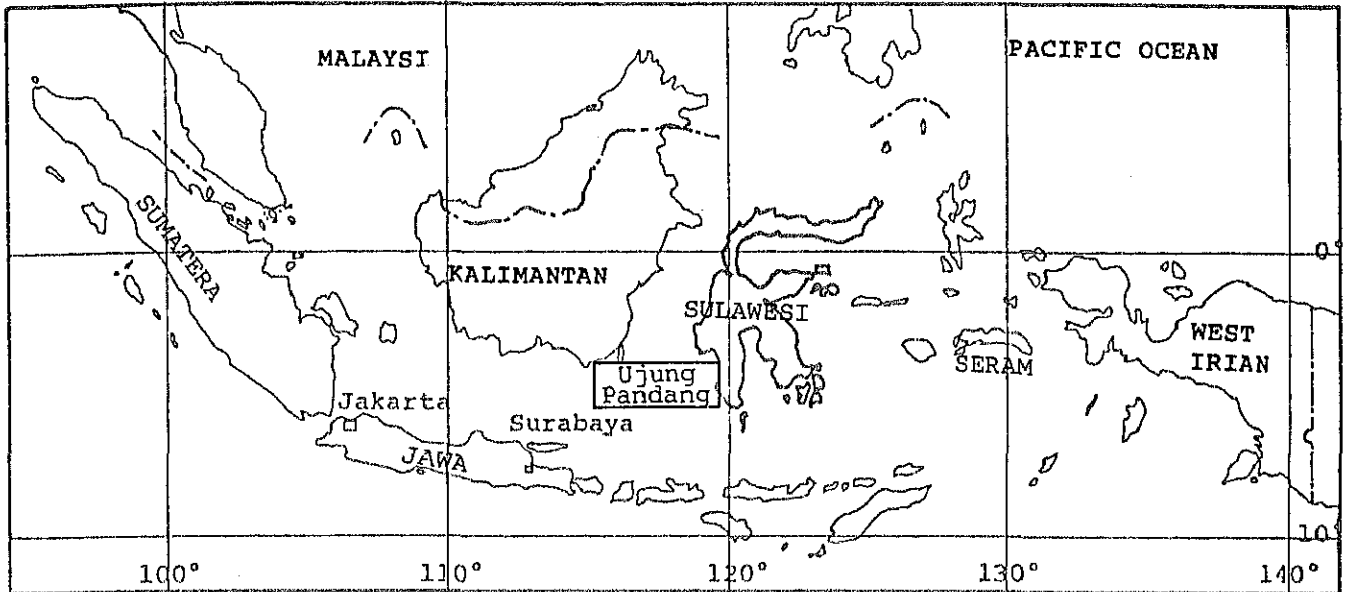 MALAYSI
PACIFIC OCEAN
SUMATERA
KALIMANTAN
0°
SULAWESI
WEST
IRIAN
SERAM
Ujung
Pandang
Jakarta
Surabaya
JAWA
10
100°
110°
120°
130°
140°